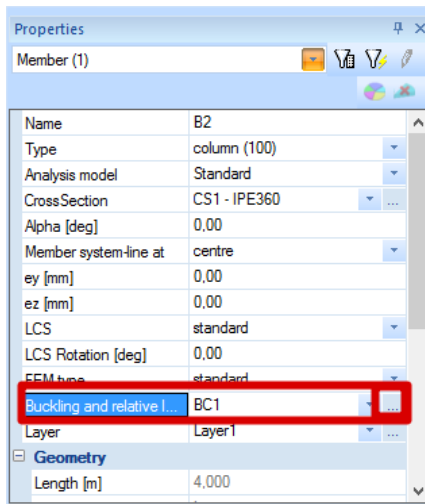 Properties
Member (1)
Name B2
Type column (100)
Analysis model Standard
CrossSection CS1 - IPE360 ...
Alpha [deg] 0,00
Member system-line at centre
ey [mm] 0,00
ez [mm] 0,00
LCS standard
LCS Rotation [deg] 0,00
FEM type standard
Buckling and relative l... BC1 ...
Layer Layer1 ...
Geometry
Length [m] 4,000